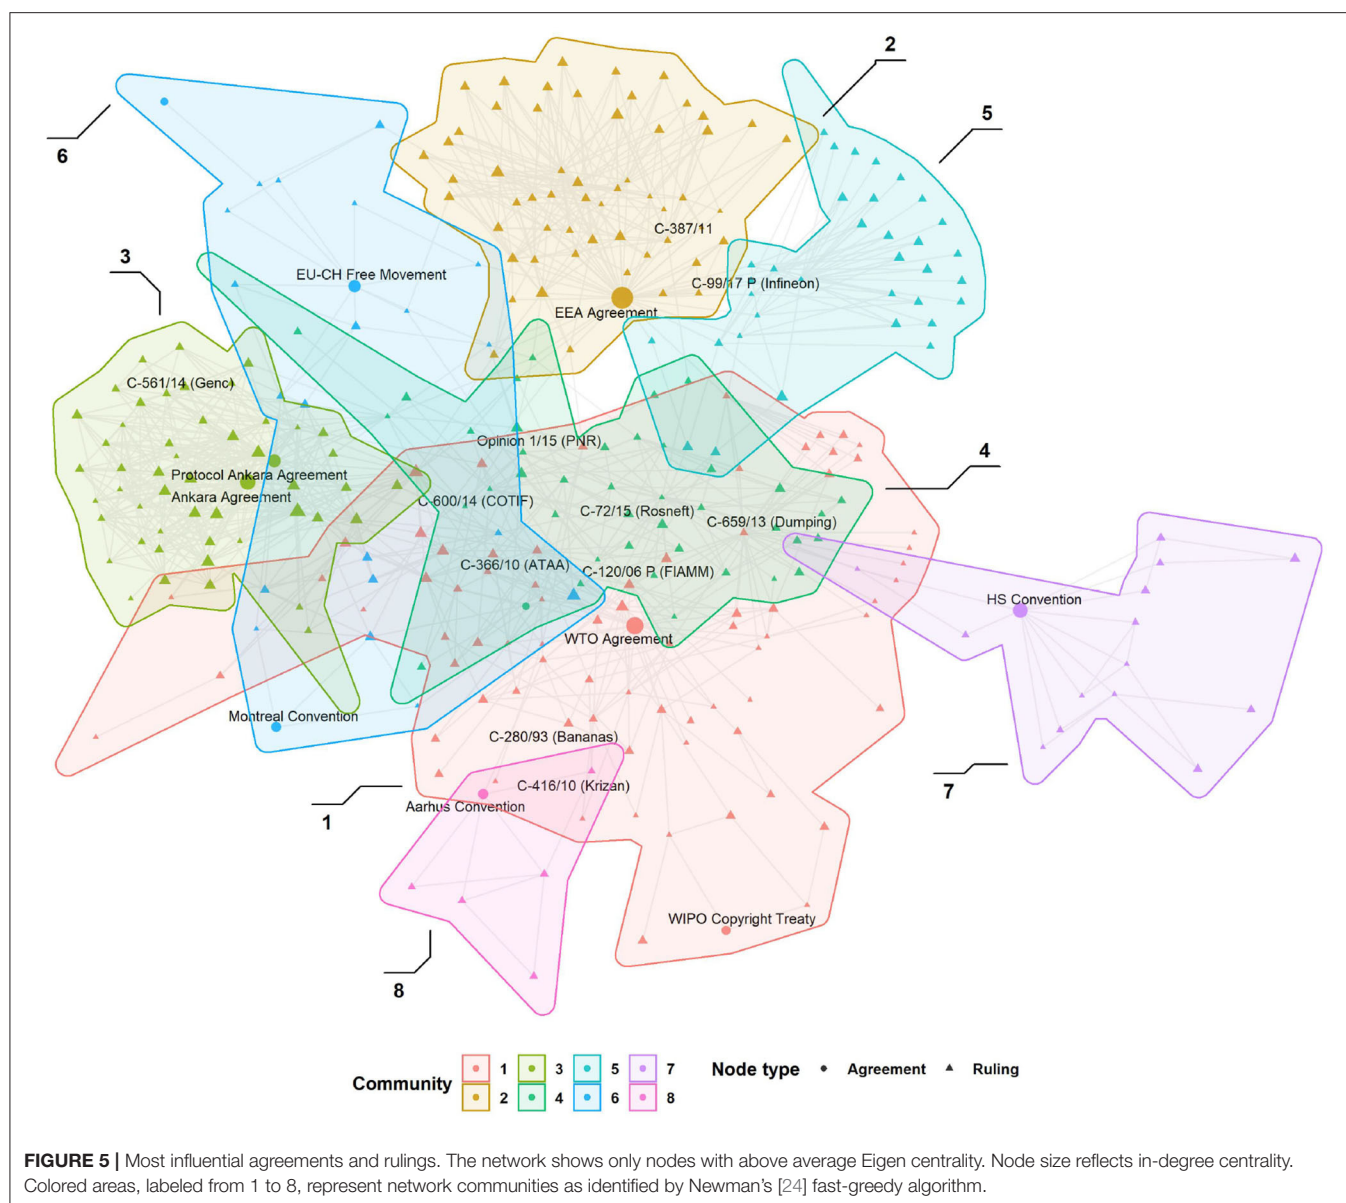 2
5
6
C-387/11
3
EU-CH Free Movement
C-99/17 P (Infineon)
EEA Agreement
C-561/14 (Genc)
Opinion 1/15 (PNR)
4
Protocol Ankara Agreement
Ankara Agreement
C-600/14 (COTIF)
C-72/15 (Rosneft)
C-659/13 (Dumping)
C-366/10 (ATAA)
C-120/06 P (FIAMM)
HS Convention
WTO Agreement
Montreal Convention
C-280/93 (Bananas)
C-416/10 (Krizan)
7
Aarhus Convention
1
WIPO Copyright Treaty
8
Community
1 3 5 7
2 4 6 8
Node type Agreement Ruling
FIGURE 5 | Most influential agreements and rulings. The network shows only nodes with above average Eigen centrality. Node size reflects in-degree centrality.
Colored areas, labeled from 1 to 8, represent network communities as identified by Newman's [24] fast-greedy algorithm.